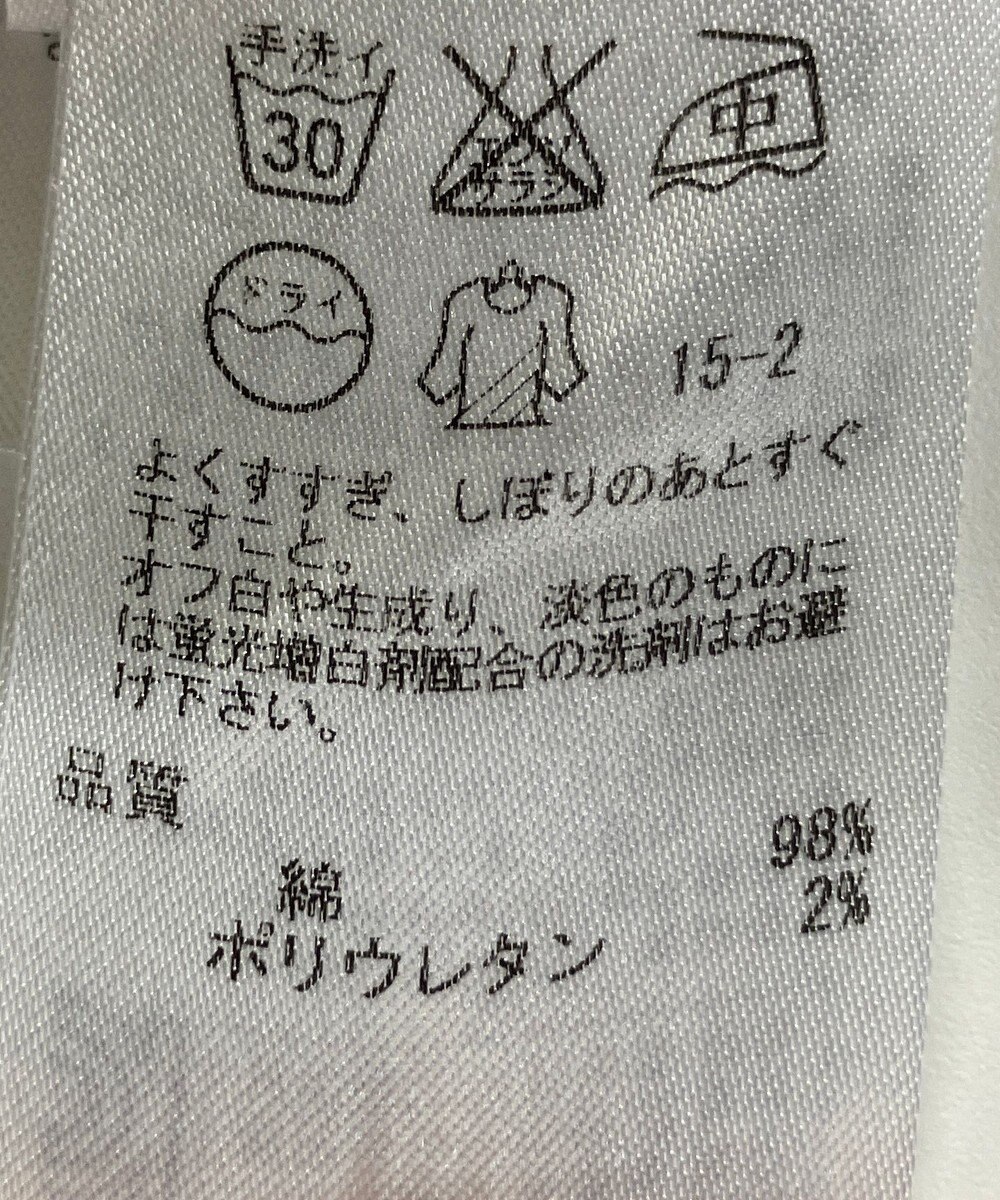 手洗イ
30
エンソ
サラシ
中
ドライ
15-2
よくすすぎ、しぼりのあとすぐ
干すこと。
オフ白や生成り、淡色のものに
は蛍光増白剤配合の洗剤はお避
け下さい。
品質
綿 98%
ポリウレタン 2%